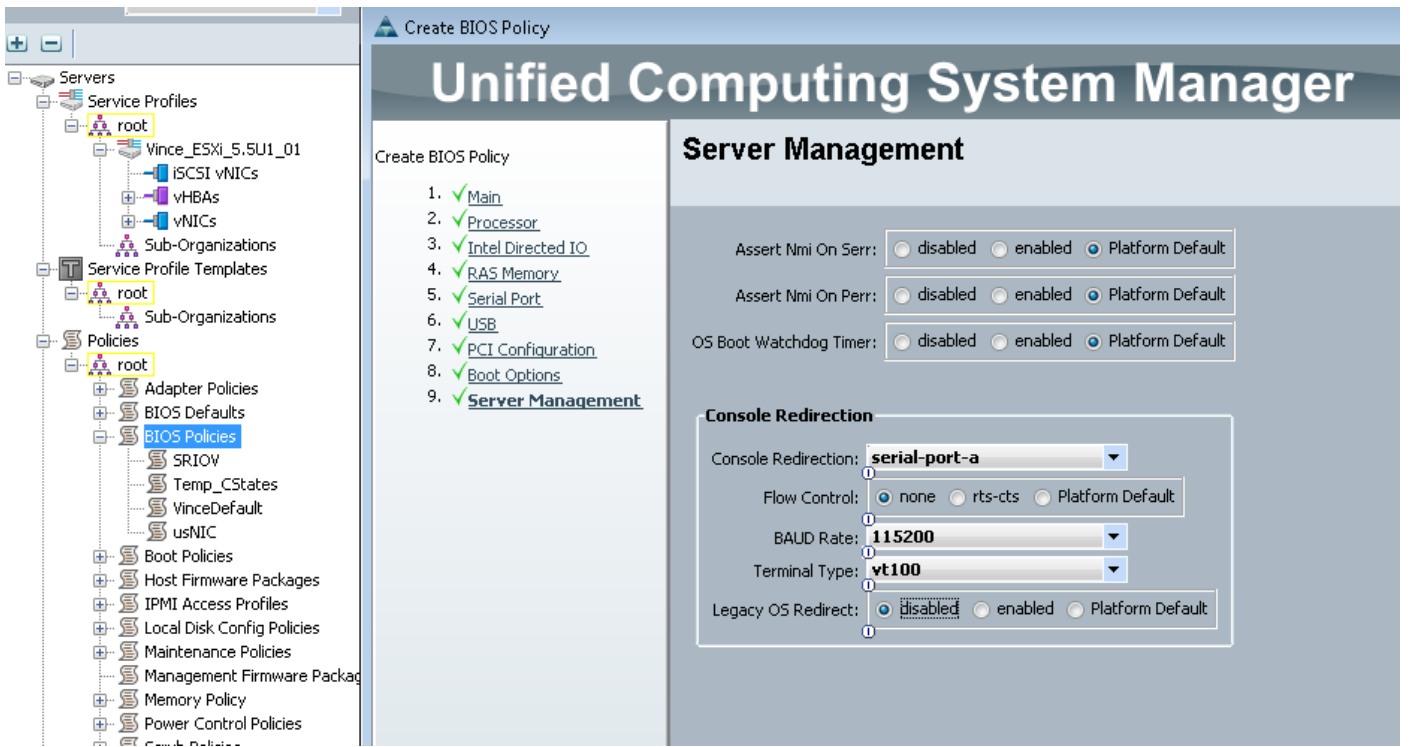 Servers
Service Profiles
root
Vince_ESXi_5.5U1_01
iSCSI vNICs
vHBAs
vNICs
Sub-Organizations
Service Profile Templates
root
Sub-Organizations
Policies
root
Adapter Policies
BIOS Defaults
BIOS Policies
SRIOV
Temp_CStates
VinceDefault
usNIC
Boot Policies
Host Firmware Packages
IPMI Access Profiles
Local Disk Config Policies
Maintenance Policies
Management Firmware Packag
Memory Policy
Power Control Policies
Create BIOS Policy
Unified Computing System Manager
Create BIOS Policy
1. Main
2. Processor
3. Intel Directed IO
4. RAS Memory
5. Serial Port
6. USB
7. PCI Configuration
8. Boot Options
9. Server Management
Server Management
Assert Nmi On Serr: disabled enabled Platform Default
Assert Nmi On Perr: disabled enabled Platform Default
OS Boot Watchdog Timer: disabled enabled Platform Default
Console Redirection
Console Redirection: serial-port-a
Flow Control: none rts-cts Platform Default
BAUD Rate: 115200
Terminal Type: vt100
Legacy OS Redirect: disabled enabled Platform Default